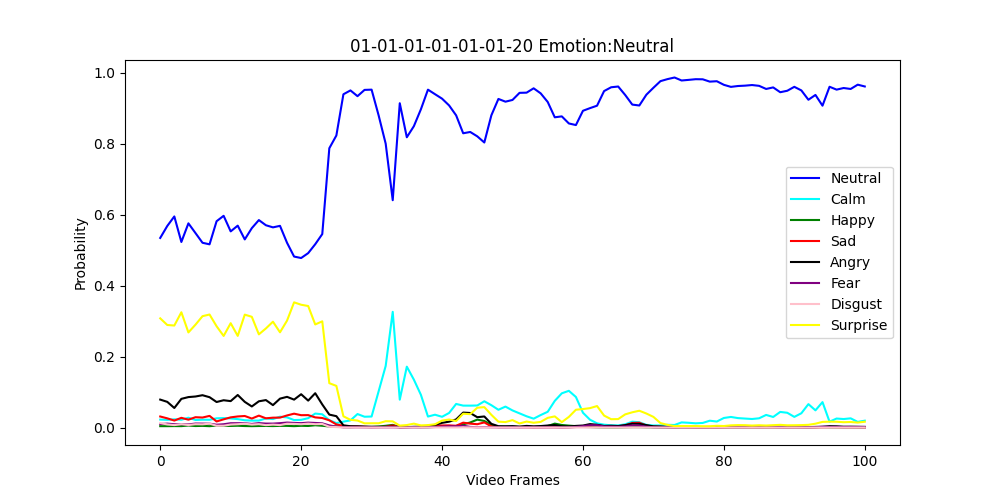 01-01-01-01-01-01-20 Emotion:Neutral
1.0
0.8
0.6
0.4
0.2
0.0
Probability
0 20 40 60 80 100
Video Frames
Neutral
Calm
Happy
Sad
Angry
Fear
Disgust
Surprise